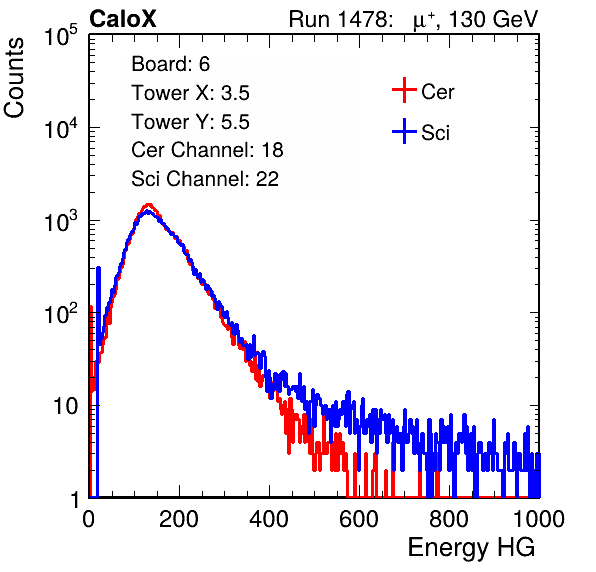 CaloX Run 1478: μ⁺, 130 GeV
Counts
Board: 6
Tower X: 3.5
Tower Y: 5.5
Cer Channel: 18
Sci Channel: 22
Cer
Sci
10⁵
10⁴
10³
10²
10
1
0 200 400 600 800 1000
Energy HG